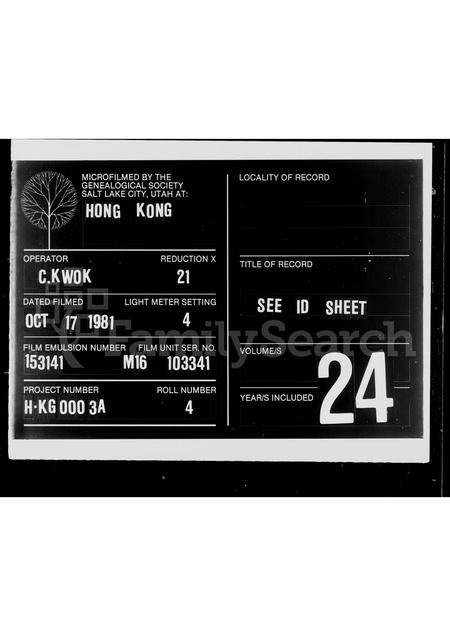 MICROFILMED BY THE
GENEALOGICAL SOCIETY
SALT LAKE CITY, UTAH AT:
HONG KONG
OPERATOR REDUCTION X
C.KWOK 21
DATED FILMED LIGHT METER SETTING
OCT 17 1981 4
FILM EMULSION NUMBER FILM UNIT SER. NO.
153141 M16 103341
PROJECT NUMBER ROLL NUMBER
H-KG 000 3A 4
LOCALITY OF RECORD
TITLE OF RECORD
SEE ID SHEET
VOLUME/S
YEAR/S INCLUDED
24
FamilySearch